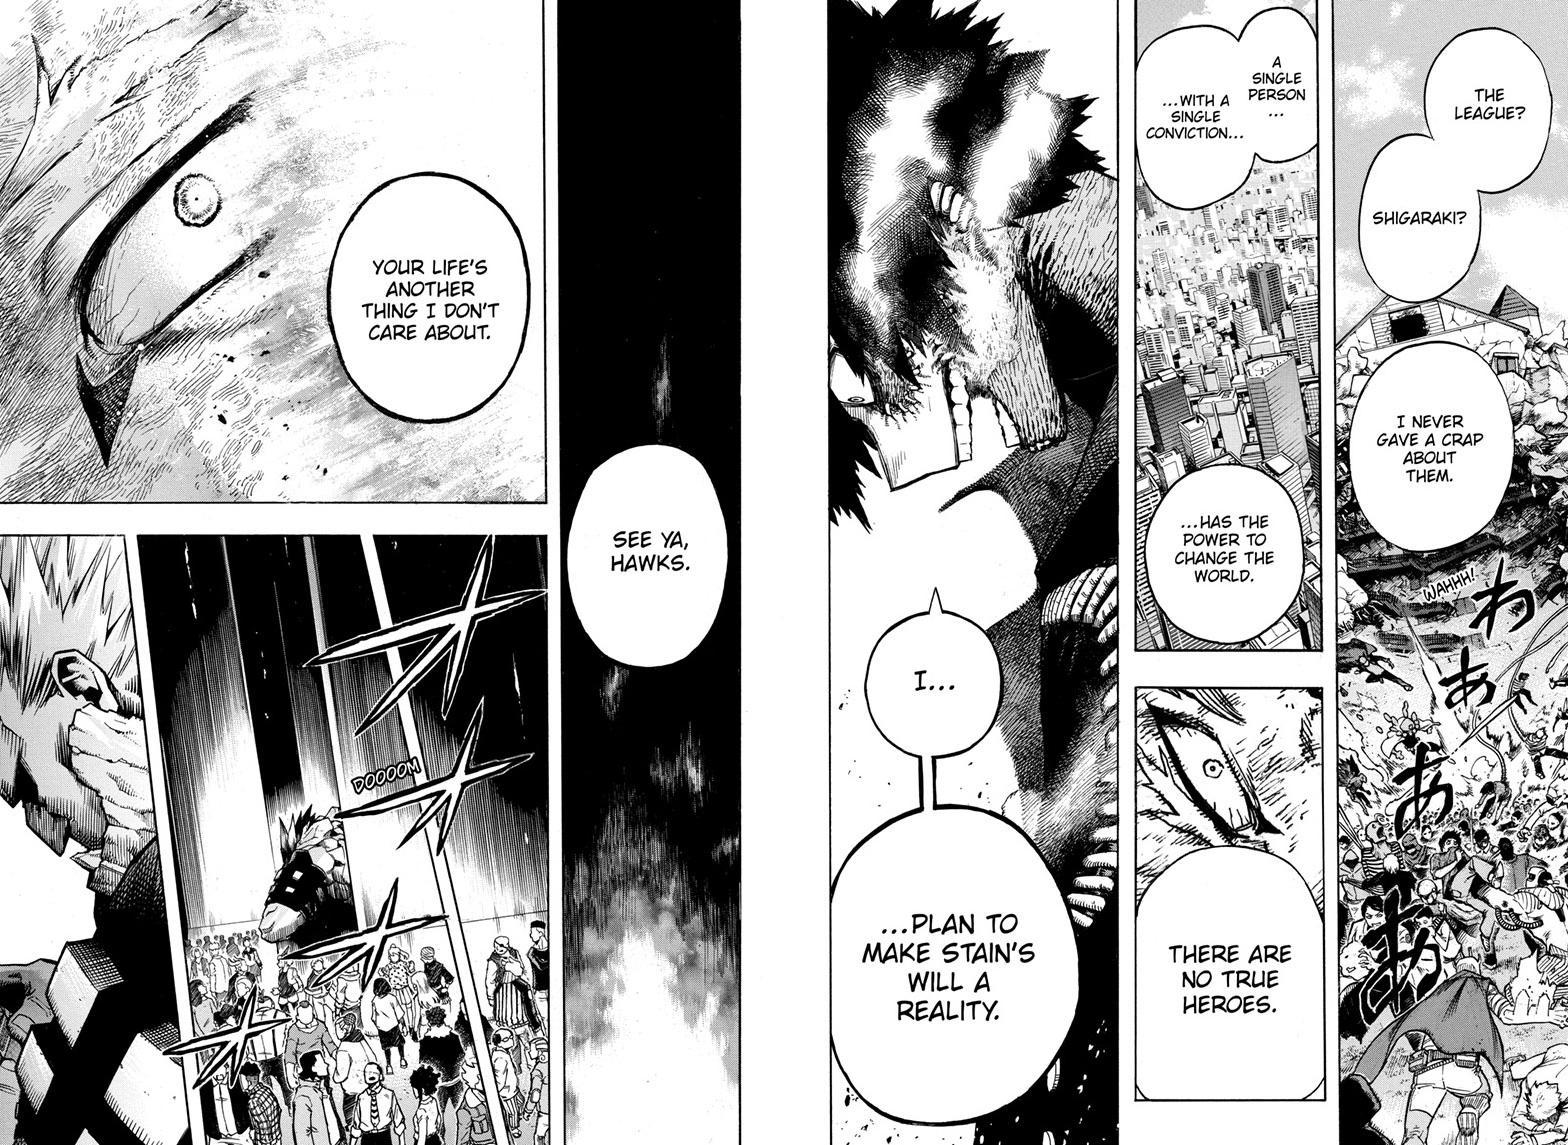 THE
LEAGUE?
SHIGARAKI?
I NEVER
GAVE A CRAP
ABOUT
THEM.
WAHHH!
わ
あ
あ
あ
わ
A
SINGLE
PERSON
...
...WITH A
SINGLE
CONVICTION...
...HAS THE
POWER TO
CHANGE THE
WORLD.
THERE ARE
NO TRUE
HEROES.
I...
...PLAN TO
MAKE STAIN'S
WILL A
REALITY.
SEE YA,
HAWKS.
YOUR LIFE'S
ANOTHER
THING I DON'T
CARE ABOUT.
DOOOOM